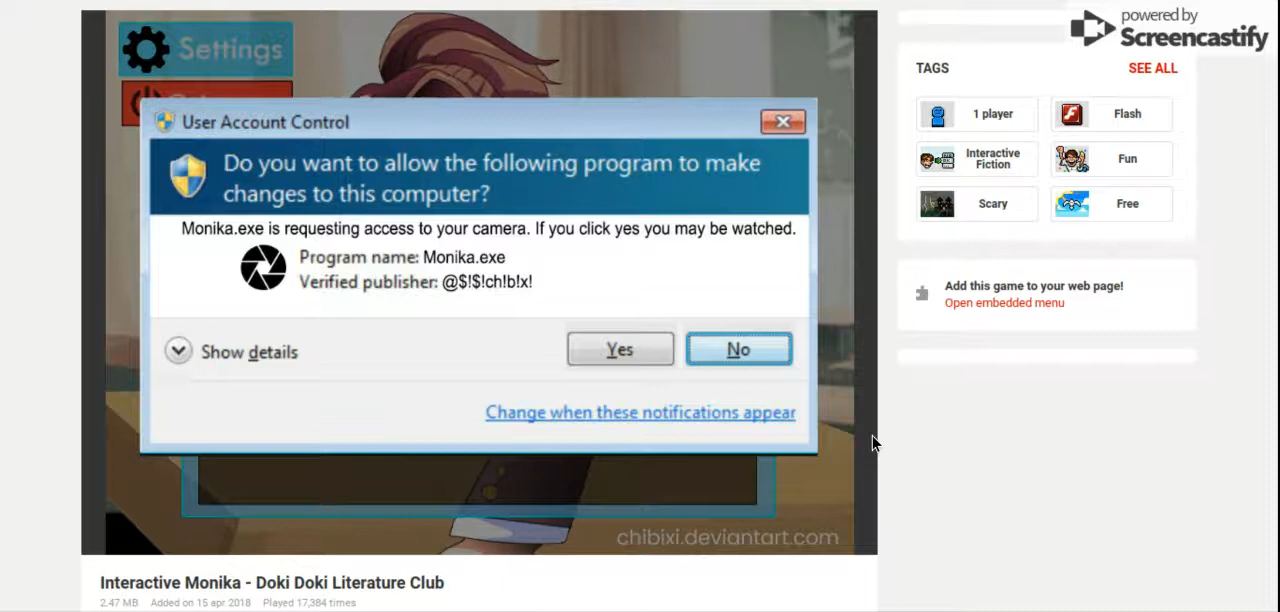 powered by
Screencastify
Settings
User Account Control
Do you want to allow the following program to make
changes to this computer?
Monika.exe is requesting access to your camera. If you click yes you may be watched.
Program name: Monika.exe
Verified publisher: @$!$!ch!b!x!
Show details
Yes
No
Change when these notifications appear
chibixi.deviantart.com
Interactive Monika - Doki Doki Literature Club
2.47 MB Added on 15 apr 2018 Played 17,384 times
TAGS
SEE ALL
1 player
Flash
Interactive
Fiction
Fun
Scary
Free
Add this game to your web page!
Open embedded menu